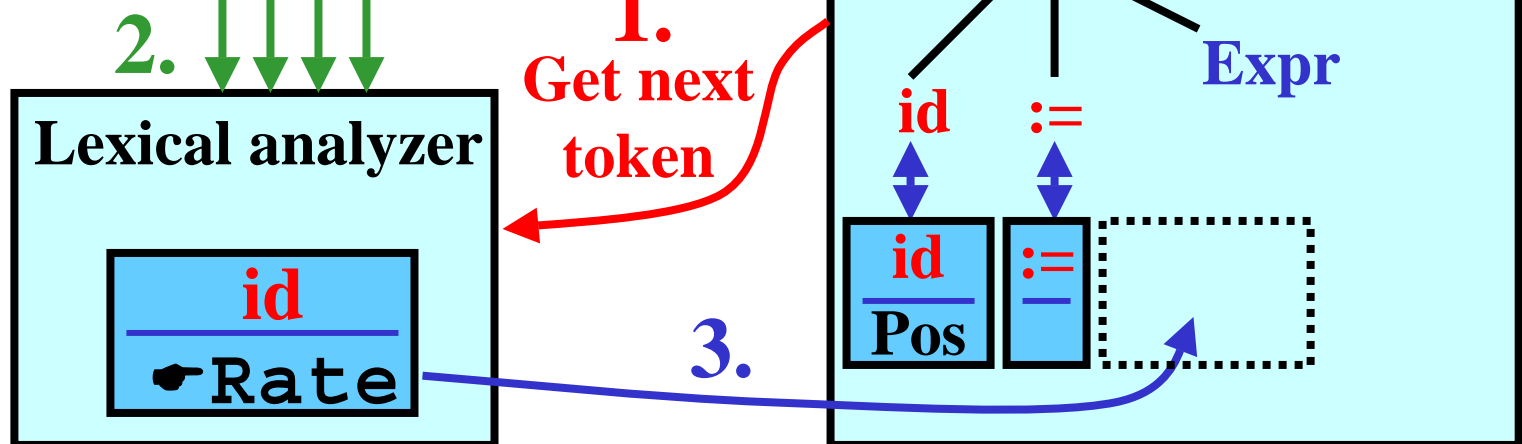 2.
1.
Get next
token
Lexical analyzer
id
☛Rate
3.
Expr
id :=
id :=
Pos